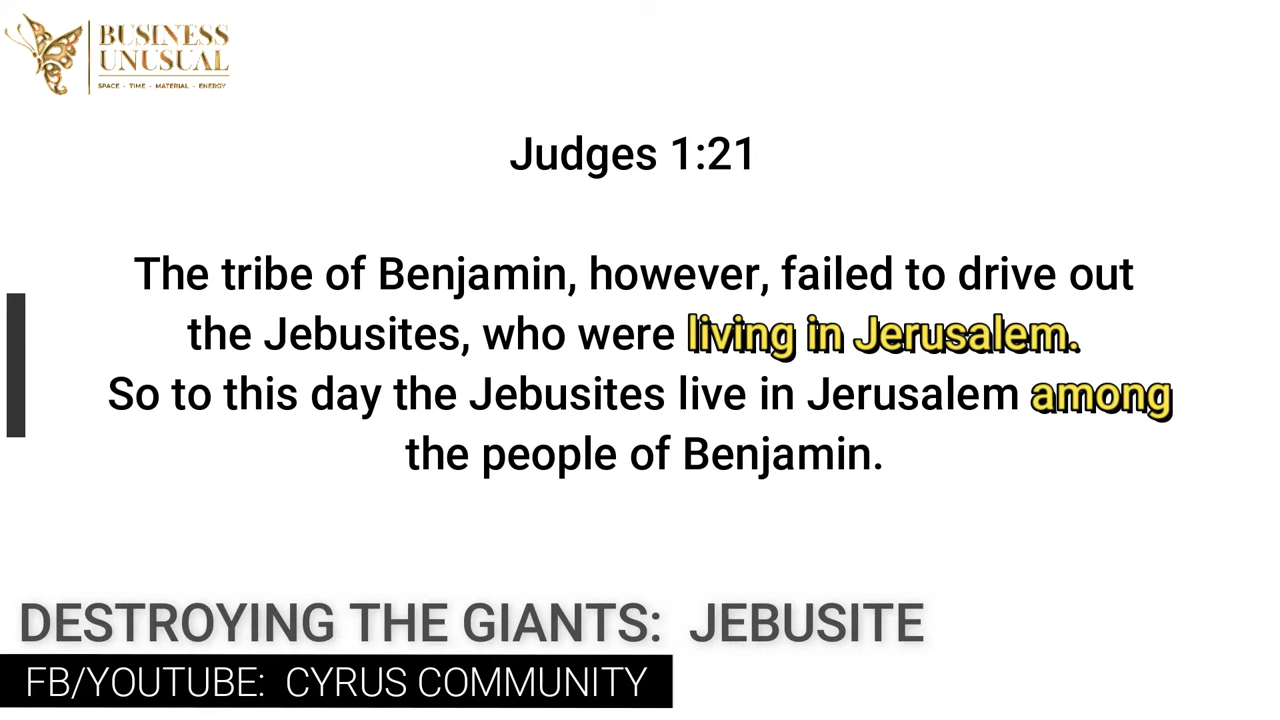 BUSINESS
UNUSUAL
SPACE - TIME - MATERIAL - ENERGY
Judges 1:21
The tribe of Benjamin, however, failed to drive out
the Jebusites, who were living in Jerusalem.
So to this day the Jebusites live in Jerusalem among
the people of Benjamin.
DESTROYING THE GIANTS: JEBUSITE
FB/YOUTUBE: CYRUS COMMUNITY